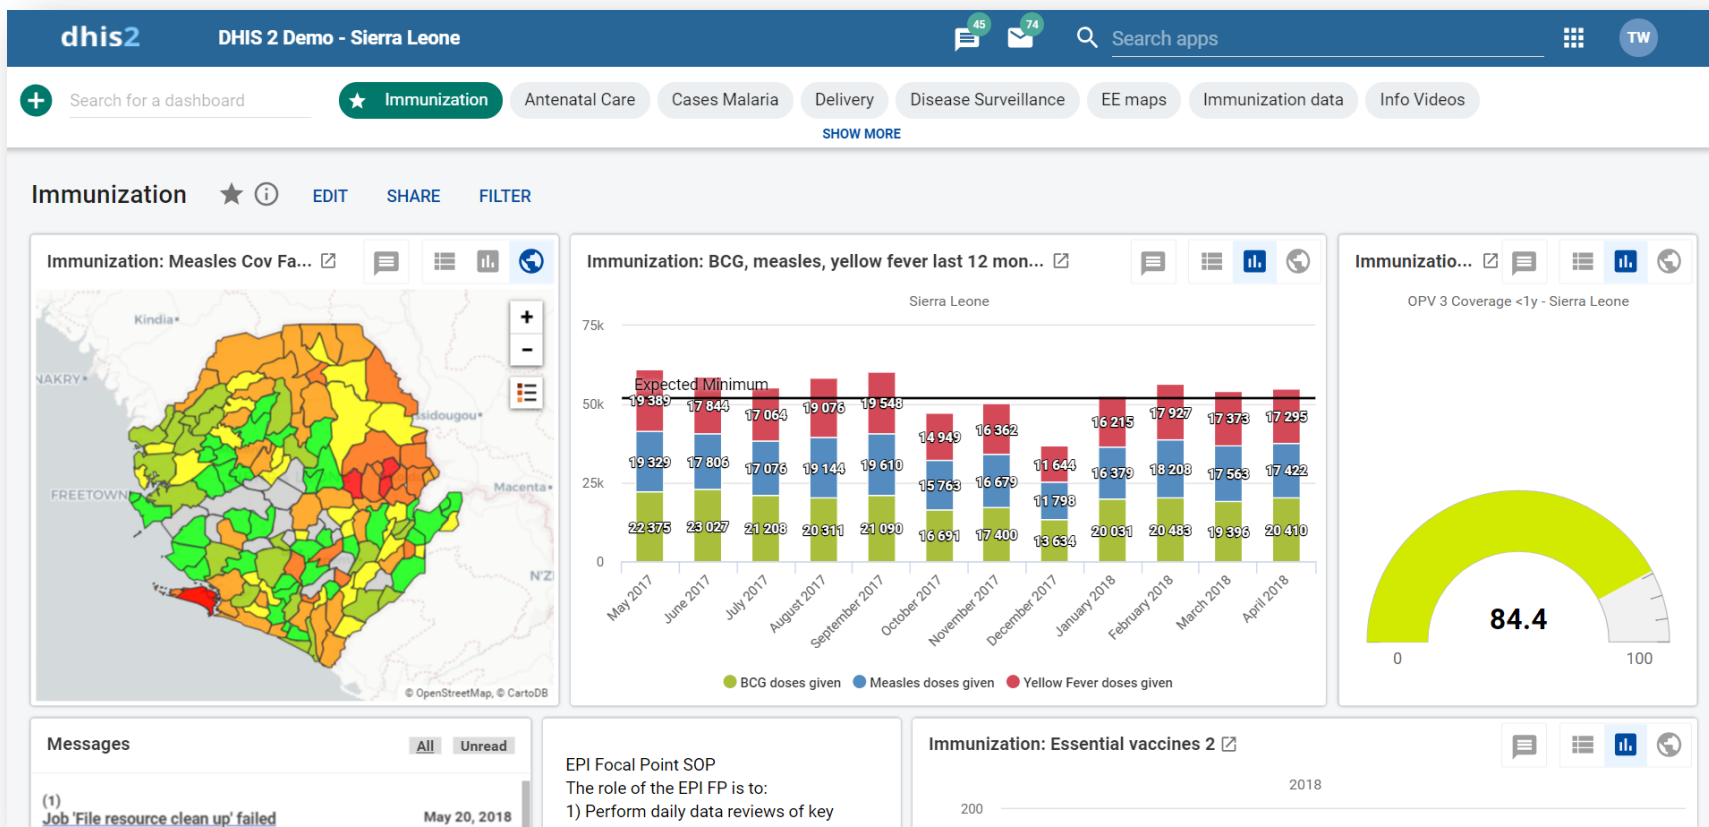 dhis2
DHIS 2 Demo - Sierra Leone
45
74
Search apps
TW
Search for a dashboard
Immunization
Antenatal Care
Cases Malaria
Delivery
Disease Surveillance
EE maps
Immunization data
Info Videos
SHOW MORE
Immunization
EDIT
SHARE
FILTER
Immunization: Measles Cov Fa...
Kindia
NAKRY
ssidougou
FREETOWN
Macenta
N'Z
+
−
© OpenStreetMap, © CartoDB
Immunization: BCG, measles, yellow fever last 12 mon...
Sierra Leone
75k
50k
25k
0
Expected Minimum
19 389 17 844 17 064 19 076 19 548 14 949 16 362 11 644 16 215 17 927 17 373 17 295
19 329 17 806 17 076 19 144 19 610 15 763 16 679 11 798 16 379 18 208 17 563 17 422
22 375 23 027 21 208 20 311 21 090 16 691 17 400 13 634 20 031 20 483 19 396 20 410
May 2017 June 2017 July 2017 August 2017 September 2017 October 2017 November 2017 December 2017 January 2018 February 2018 March 2018 April 2018
BCG doses given Measles doses given Yellow Fever doses given
Immunizatio...
OPV 3 Coverage <1y - Sierra Leone
84.4
0
100
Messages
All
Unread
(1)
Job 'File resource clean up' failed
May 20, 2018
EPI Focal Point SOP
The role of the EPI FP is to:
1) Perform daily data reviews of key
Immunization: Essential vaccines 2
2018
200